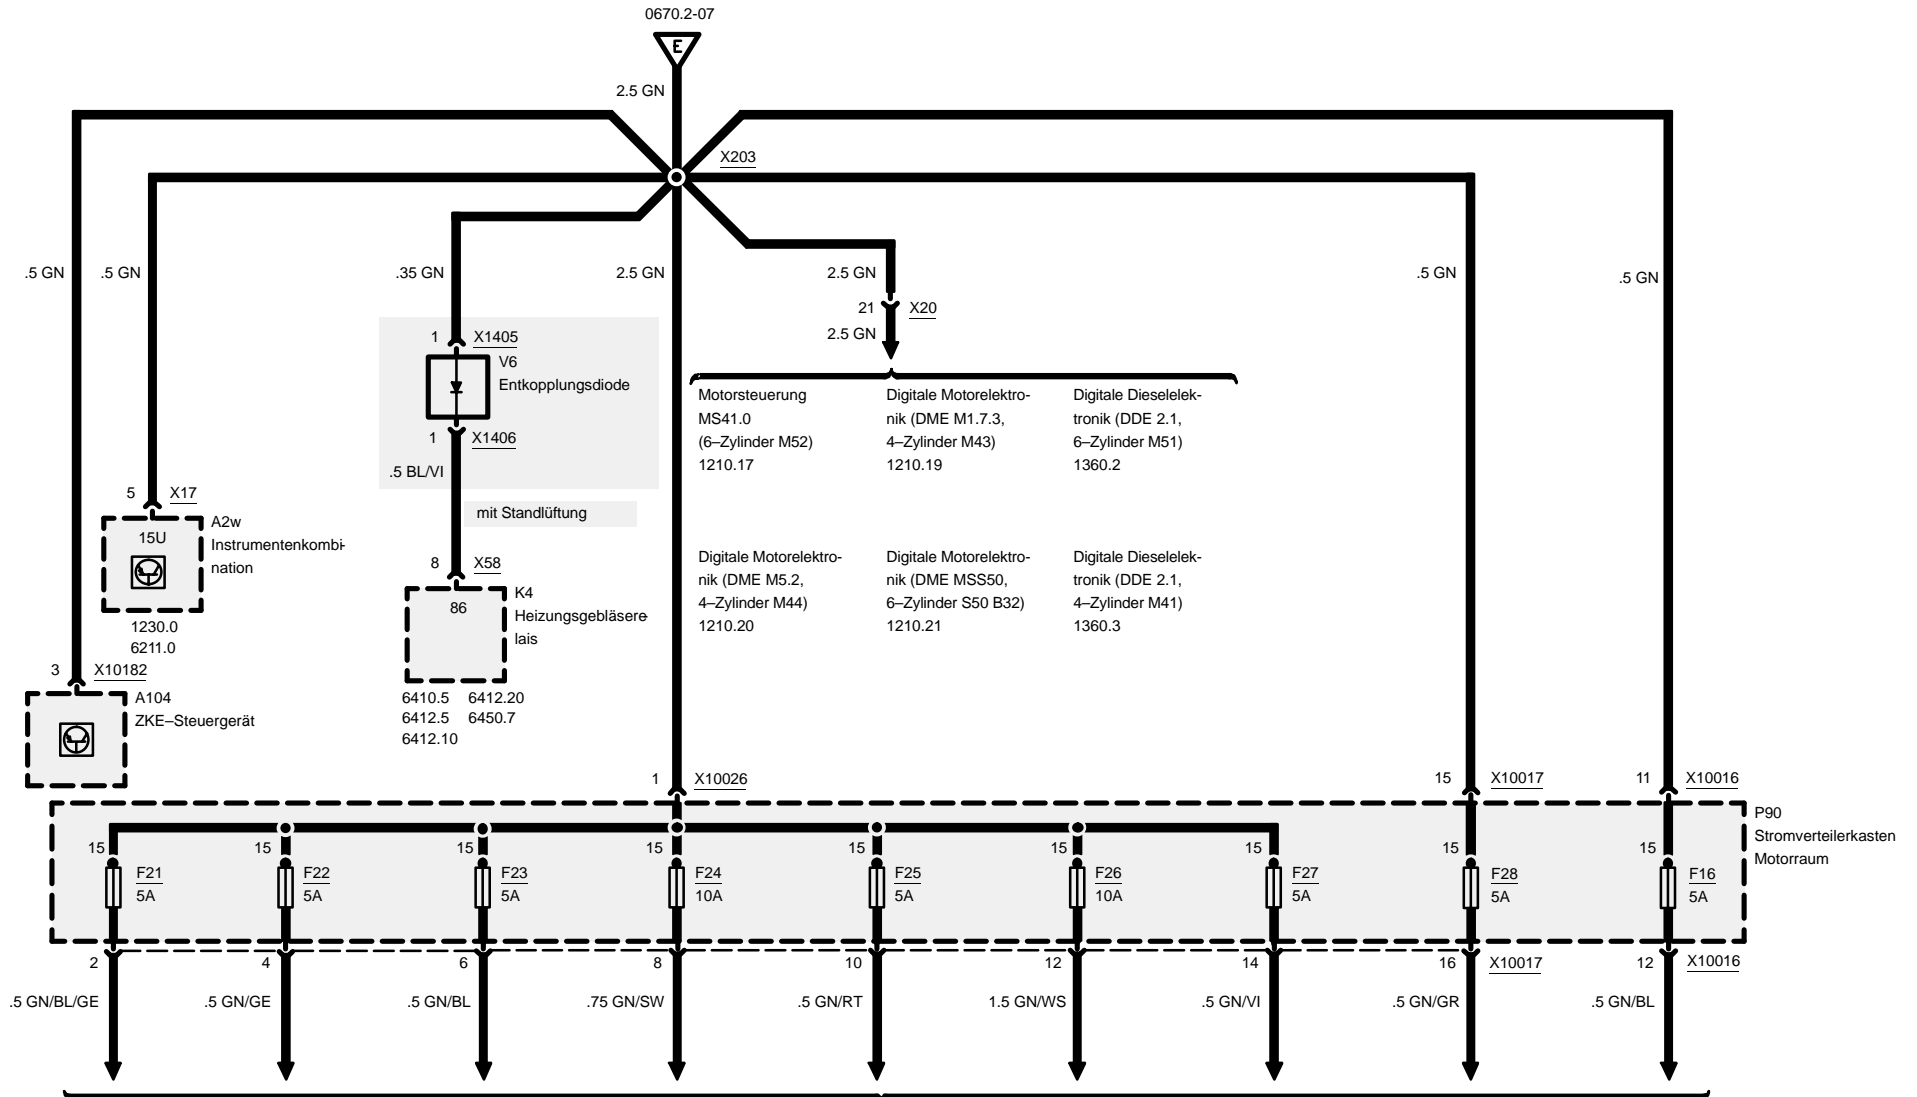 0670.2-07
E
2.5 GN
X203
.5 GN
.5 GN
.35 GN
2.5 GN
2.5 GN
.5 GN
.5 GN
21
X20
2.5 GN
1
X1405
V6
Entkopplungsdiode
1
X1406
.5 BL/VI
mit Standlüftung
Motorsteuerung
MS41.0
(6–Zylinder M52)
1210.17
Digitale Motorelektro-
nik (DME M1.7.3,
4–Zylinder M43)
1210.19
Digitale Dieselelek-
tronik (DDE 2.1,
6–Zylinder M51)
1360.2
Digitale Motorelektro-
nik (DME M5.2,
4–Zylinder M44)
1210.20
Digitale Motorelektro-
nik (DME MSS50,
6–Zylinder S50 B32)
1210.21
Digitale Dieselelek-
tronik (DDE 2.1,
4–Zylinder M41)
1360.3
5
X17
15U
A2w
Instrumentenkombi-
nation
1230.0
6211.0
8
X58
86
K4
Heizungsgebläsere-
lais
6410.5 6412.20
6412.5 6450.7
6412.10
3
X10182
A104
ZKE–Steuergerät
1
X10026
15
X10017
11
X10016
P90
Stromverteilerkasten
Motorraum
15
F21
5A
15
F22
5A
15
F23
5A
15
F24
10A
15
F25
5A
15
F26
10A
15
F27
5A
15
F28
5A
15
F16
5A
2
4
6
8
10
12
14
16
X10017
12
X10016
.5 GN/BL/GE
.5 GN/GE
.5 GN/BL
.75 GN/SW
.5 GN/RT
1.5 GN/WS
.5 GN/VI
.5 GN/GR
.5 GN/BL